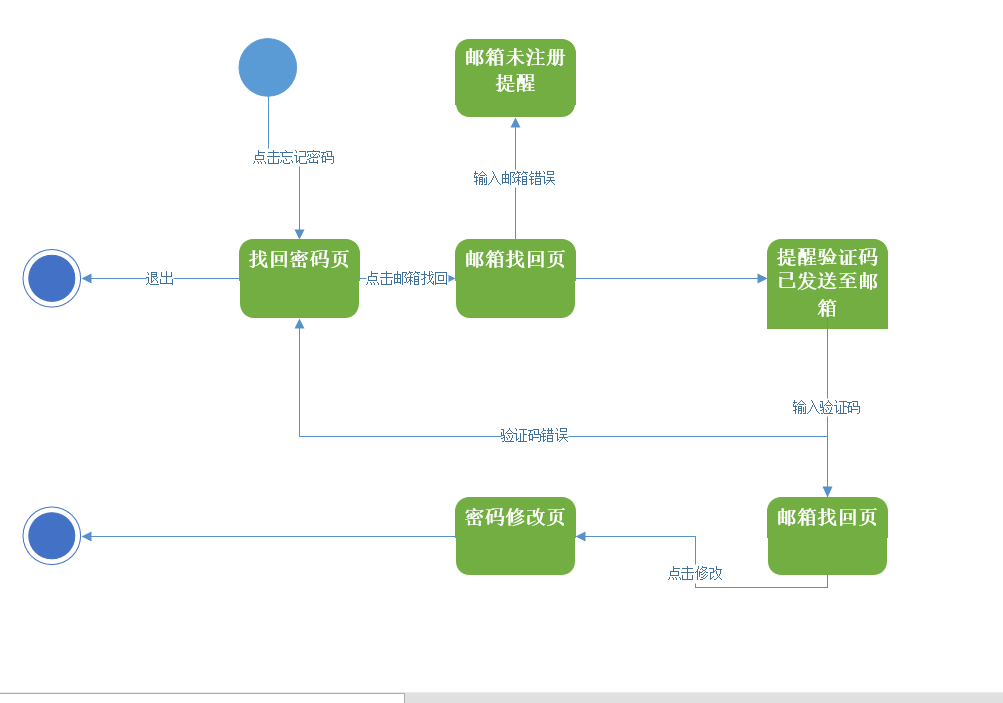 邮箱未注册
提醒
点击忘记密码
输入邮箱错误
退出
找回密码页
点击邮箱找回
邮箱找回页
提醒验证码
已发送至邮
箱
输入验证码
验证码错误
密码修改页
邮箱找回页
点击修改